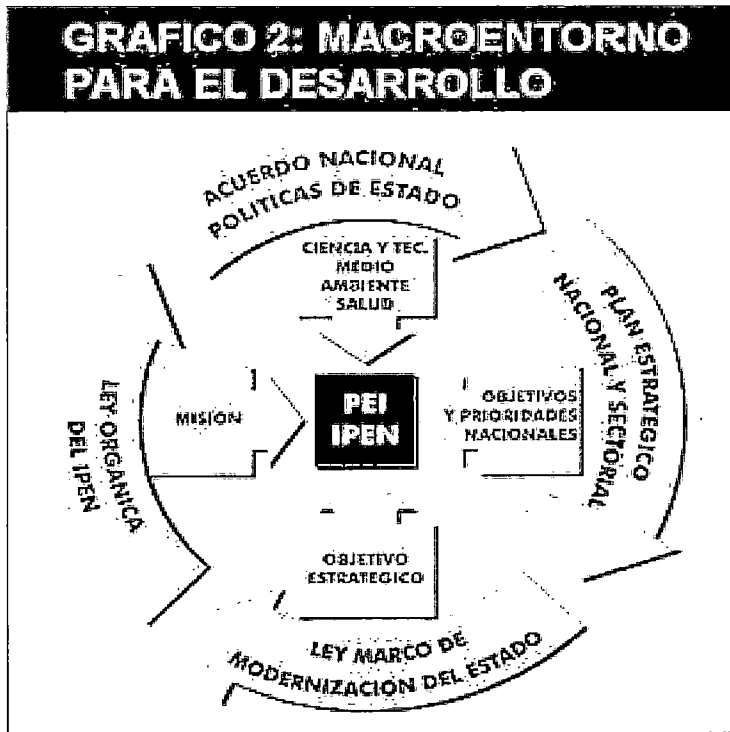 GRAFICO 2: MACROENTORNO
PARA EL DESARROLLO
ACUERDO NACIONAL
POLITICAS DE ESTADO
CIENCIA Y TEC.
MEDIO
AMBIENTE
SALUD
PLAN ESTRATEGICO
NACIONAL Y SECTORIAL
LEY ORGANICA
DEL IPEN
MISION
PEI
IPEN
OBJETIVOS
Y PRIORIDADES
NACIONALES
OBJETIVO
ESTRATEGICO
LEY MARCO DE
MODERNIZACION DEL ESTADO